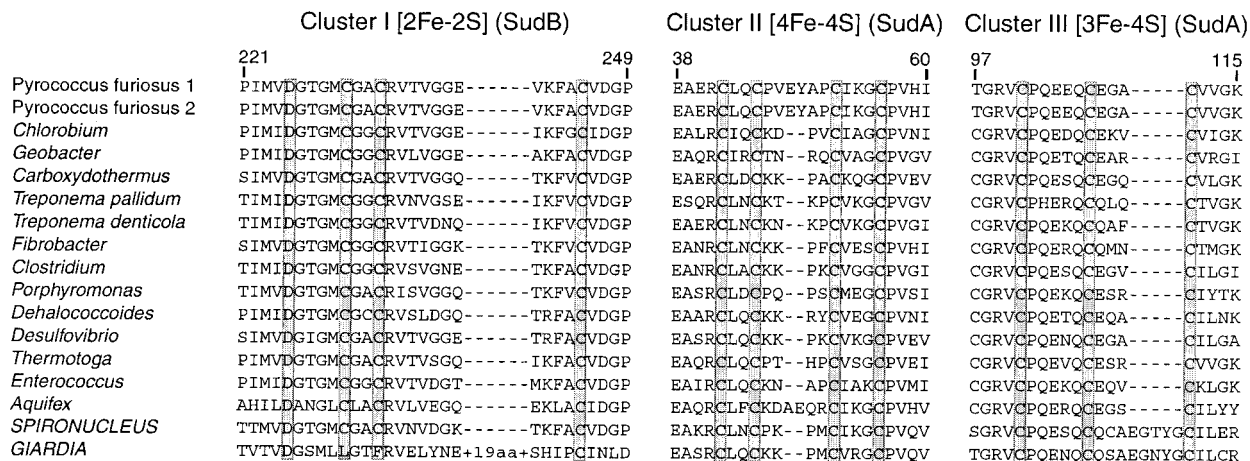 Cluster I [2Fe-2S] (SudB) Cluster II [4Fe-4S] (SudA) Cluster III [3Fe-4S] (SudA)
221 249 38 60 97 115
Pyrococcus furiosus 1 PIMVDGTGMCGACRVTVGGE------VKFACVDGP EAERCLQCPVEYAPCIKGCPVHI TGRVCPQEEQCEGA-----CVVGK
Pyrococcus furiosus 2 PIMVDGTGMCGACRVTVGGE------VKFACVDGP EAERCLQCPVEYAPCIKGCPVHI TGRVCPQEEQCEGA-----CVVGK
Chlorobium PIMIDGTGMCGGCRVTVGGE------IKFGCIDGP EALRCIQCKD--PVCIAGCPVNI CGRVCPQEDQCEKV-----CVIGK
Geobacter PIMIDGTGMCGGCRVLVGGE------AKFACVDGP EAQRCIRCTN--RQCVAGCPVGV CGRVCPQETQCEAR-----CVRGI
Carboxydothermus SIMVDGTGMCGGCRVTVGGQ------TKFVCVDGP EAERCLDCKK--PACKQGCPVEV CGRVCPQESQCEGQ-----CVLGK
Treponema pallidum TIMIDGTGMCGGCRVNVGSE------IKFVCVDGP ESQRCLNCKT-KPCVKGCPVGV CGRVCPHERQCQLQ-----CTVGK
Treponema denticola TIMIDGTGMCGGCRVTVDNQ------IKFVCVDGP EAERCLNCKN-KPCVKGCPVGI CGRVCPQEKQCQAF-----CTVGK
Fibrobacter SIMVDGTGMCGGCRVTIGGK------TKFVCVDGP EANRCLNCKK--PFCVESCPVHI CGRVCPQERQCQMN-----CTMGK
Clostridium TIMIDGTGMCGGCRVSVGNE------TKFACVDGP EANRCLACKK--PKCVGGCPVGI CGRVCPQESQCEGV-----CILGI
Porphyromonas TIMVDGTGMCGACRISVGGQ------TKFVCVDGP EASRCLDCPQ--PSCMEGCPVSI CGRVCPQEKQCESR-----CIYTK
Dehalococcoides PIMVDGTGMCGCCRVSLDGQ------TRFACVDGP EAARCLQCKK--RYCVEGCPVNI CGRVCPQETQCEQA-----CILNK
Desulfovibrio SIMVDGIGMCGACRVTVGGE------TRFACVDGP EASRCLQCKK--PKCVKGCPVEV CGRVCPQENQCEGA-----CILGA
Thermotoga PIMVDGTGMCGACRVTVSGQ------IKFACVDGP EAQRCLQCPT--HPCVSGCPVEI CGRVCPQEVQCESR-----CVVGK
Enterococcus PIMIDGTGMCGGCRVTVDGT------MKFACVDGP EAIRCLQCKN--APCIAKCPVMI CGRVCPQEKQCEQV-----CKLGK
Aquifex AHILDANGLCLACRVLVEGQ------EKLACIDGP EAQRCLFCKDAEQRCIKGCPVHV CGRVCPQERQCEGS-----CILYY
SPIRONUCLEUS TTMVDGTGMCGACRVNVDGK------TMFACVDGP EAKRCLNCPK--PMCIKGCPVQV SGRVCPQESQCQCAEGTYGCILER
GIARDIA TVTVDGSMLLGTFRVELYNE+19aa+SHIPCINLD EASRCLNCKK--PMCVRGCPVQV TGRVCPQENQCQSAEGNYGCILCR